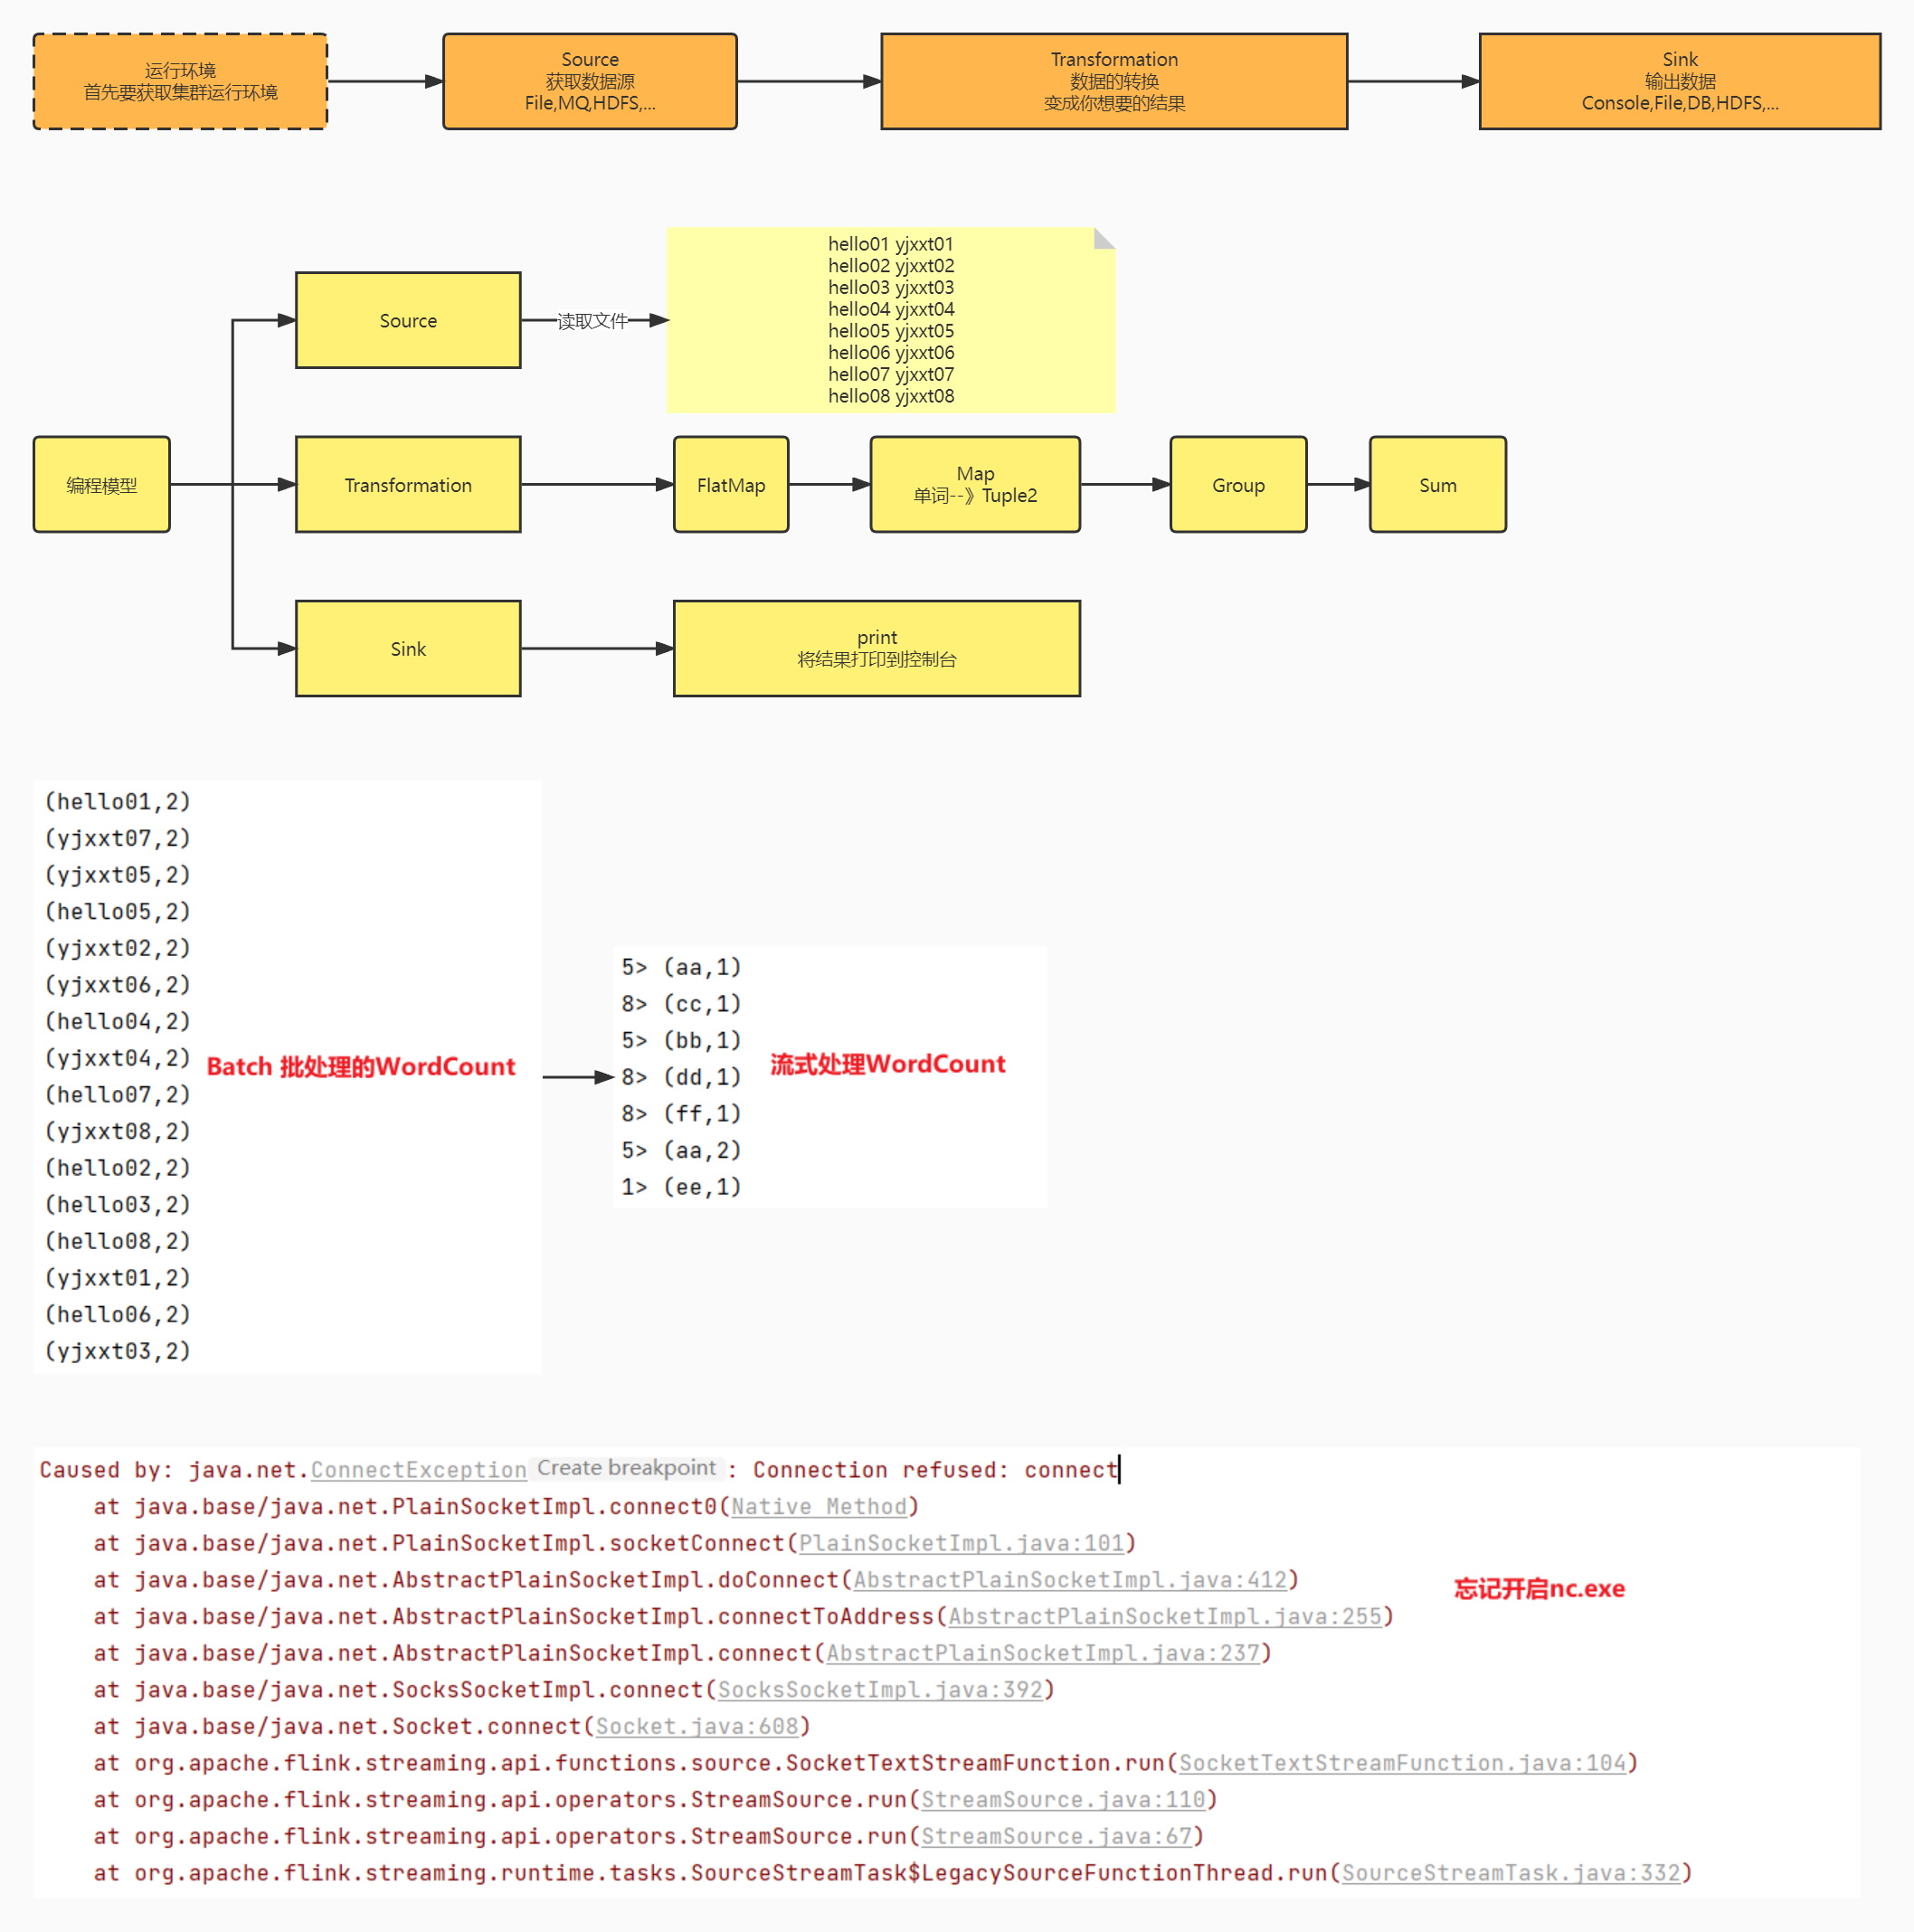 运行环境
首先要获取集群运行环境
Source
获取数据源
File,MQ,HDFS,...
Transformation
数据的转换
变成你想要的结果
Sink
输出数据
Console,File,DB,HDFS,...
hello01 yjxxt01
hello02 yjxxt02
hello03 yjxxt03
hello04 yjxxt04
hello05 yjxxt05
hello06 yjxxt06
hello07 yjxxt07
hello08 yjxxt08
Source
读取文件
编程模型
Transformation
FlatMap
Map
单词--》Tuple2
Group
Sum
Sink
print
将结果打印到控制台
(hello01,2)
(yjxxt07,2)
(yjxxt05,2)
(hello05,2)
(yjxxt02,2)
(yjxxt06,2)
(hello04,2)
(yjxxt04,2)
(hello07,2)
(yjxxt08,2)
(hello02,2)
(hello03,2)
(hello08,2)
(yjxxt01,2)
(hello06,2)
(yjxxt03,2)
Batch 批处理的WordCount
5> (aa,1)
8> (cc,1)
5> (bb,1)
8> (dd,1)
8> (ff,1)
5> (aa,2)
1> (ee,1)
流式处理WordCount
Caused by: java.net.ConnectException Create breakpoint : Connection refused: connect
at java.base/java.net.PlainSocketImpl.connect0(Native Method)
at java.base/java.net.PlainSocketImpl.socketConnect(PlainSocketImpl.java:101)
at java.base/java.net.AbstractPlainSocketImpl.doConnect(AbstractPlainSocketImpl.java:412)
at java.base/java.net.AbstractPlainSocketImpl.connectToAddress(AbstractPlainSocketImpl.java:255)
at java.base/java.net.AbstractPlainSocketImpl.connect(AbstractPlainSocketImpl.java:237)
at java.base/java.net.SocksSocketImpl.connect(SocksSocketImpl.java:392)
at java.base/java.net.Socket.connect(Socket.java:608)
at org.apache.flink.streaming.api.functions.source.SocketTextStreamFunction.run(SocketTextStreamFunction.java:104)
at org.apache.flink.streaming.api.operators.StreamSource.run(StreamSource.java:110)
at org.apache.flink.streaming.api.operators.StreamSource.run(StreamSource.java:67)
at org.apache.flink.streaming.runtime.tasks.SourceStreamTask$LegacySourceFunctionThread.run(SourceStreamTask.java:332)
忘记开启nc.exe